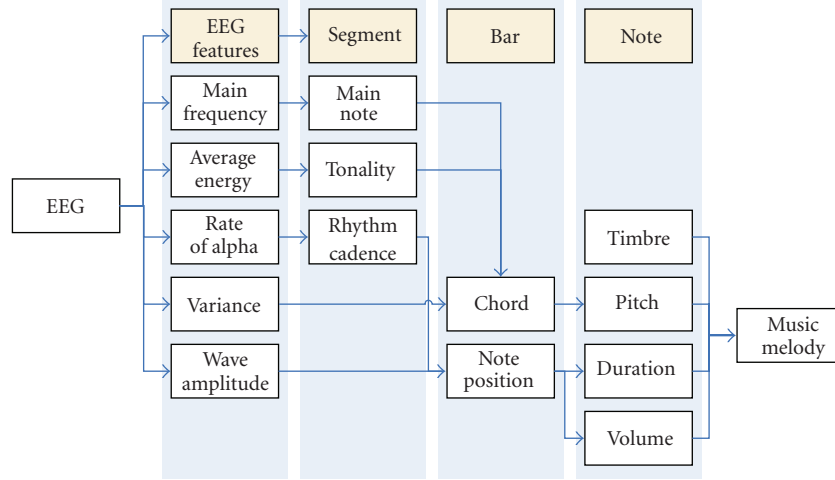 EEG
features
Segment
Bar
Note
Main
frequency
Main
note
Average
energy
Tonality
EEG
Rate
of alpha
Rhythm
cadence
Timbre
Variance
Chord
Pitch
Music
melody
Wave
amplitude
Note
position
Duration
Volume